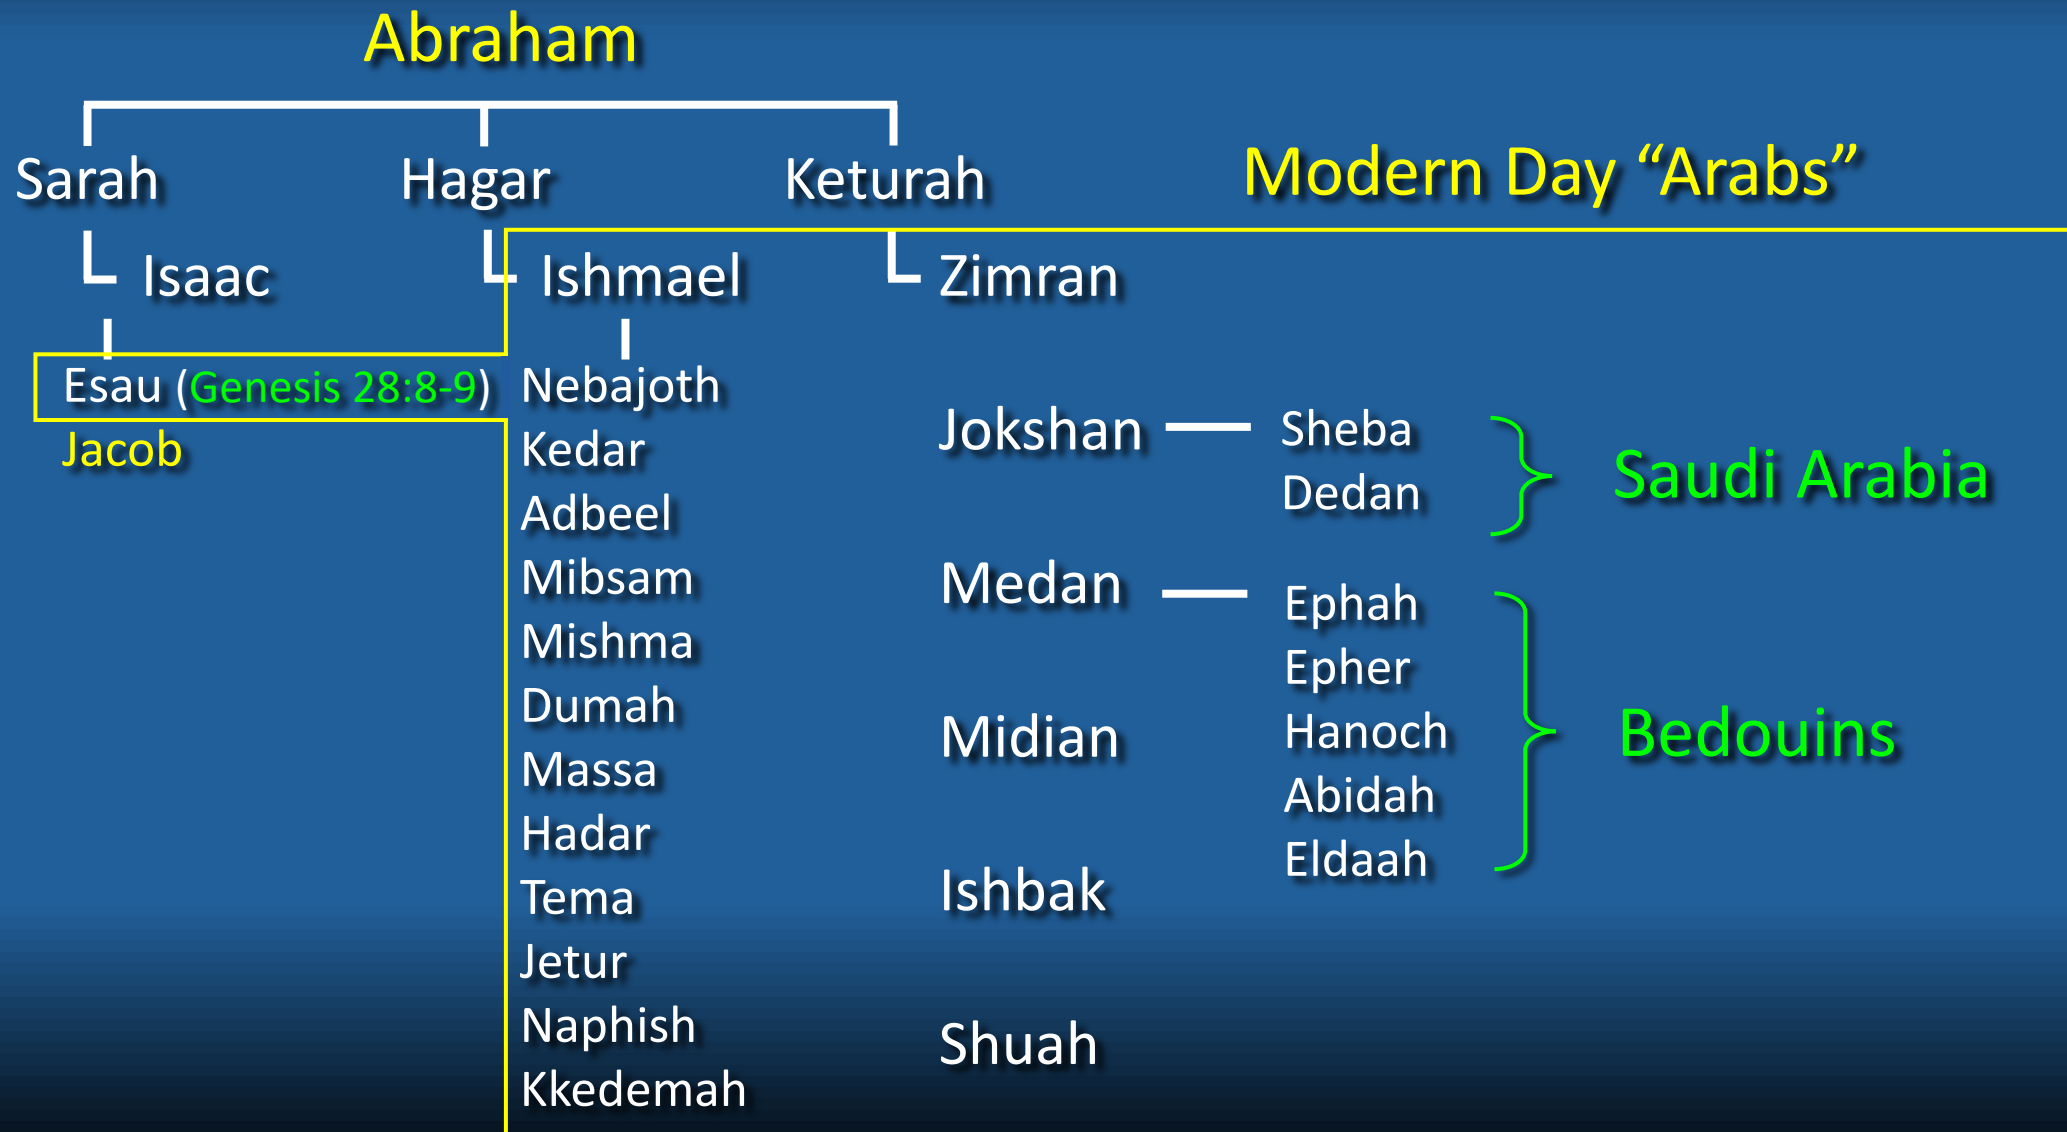 Abraham
Sarah
Hagar
Keturah
Modern Day “Arabs”
Isaac
Ishmael
Zimran
Esau (Genesis 28:8-9)
Jacob
Nebajoth
Kedar
Adbeel
Mibsam
Mishma
Dumah
Massa
Hadar
Tema
Jetur
Naphish
Kkedemah
Jokshan
Medan
Midian
Ishbak
Shuah
Sheba
Dedan
Ephah
Epher
Hanoch
Abidah
Eldaah
Saudi Arabia
Bedouins